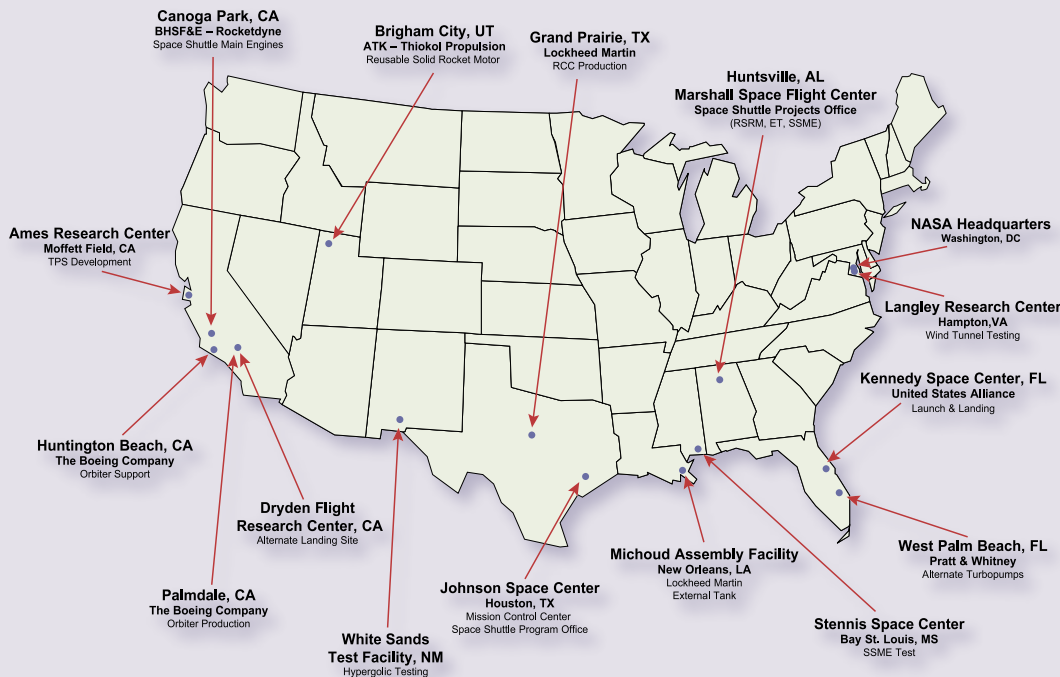 Canoga Park, CA
BHSF&E – Rocketdyne
Space Shuttle Main Engines
Brigham City, UT
ATK – Thiokol Propulsion
Reusable Solid Rocket Motor
Grand Prairie, TX
Lockheed Martin
RCC Production
Huntsville, AL
Marshall Space Flight Center
Space Shuttle Projects Office
(RSRM, ET, SSME)
Ames Research Center
Moffett Field, CA
TPS Development
NASA Headquarters
Washington, DC
Langley Research Center
Hampton,VA
Wind Tunnel Testing
Kennedy Space Center, FL
United States Alliance
Launch & Landing
Huntington Beach, CA
The Boeing Company
Orbiter Support
Dryden Flight
Research Center, CA
Alternate Landing Site
West Palm Beach, FL
Pratt & Whitney
Alternate Turbopumps
Michoud Assembly Facility
New Orleans, LA
Lockheed Martin
External Tank
Palmdale, CA
The Boeing Company
Orbiter Production
Johnson Space Center
Houston, TX
Mission Control Center
Space Shuttle Program Office
Stennis Space Center
Bay St. Louis, MS
SSME Test
White Sands
Test Facility, NM
Hypergolic Testing